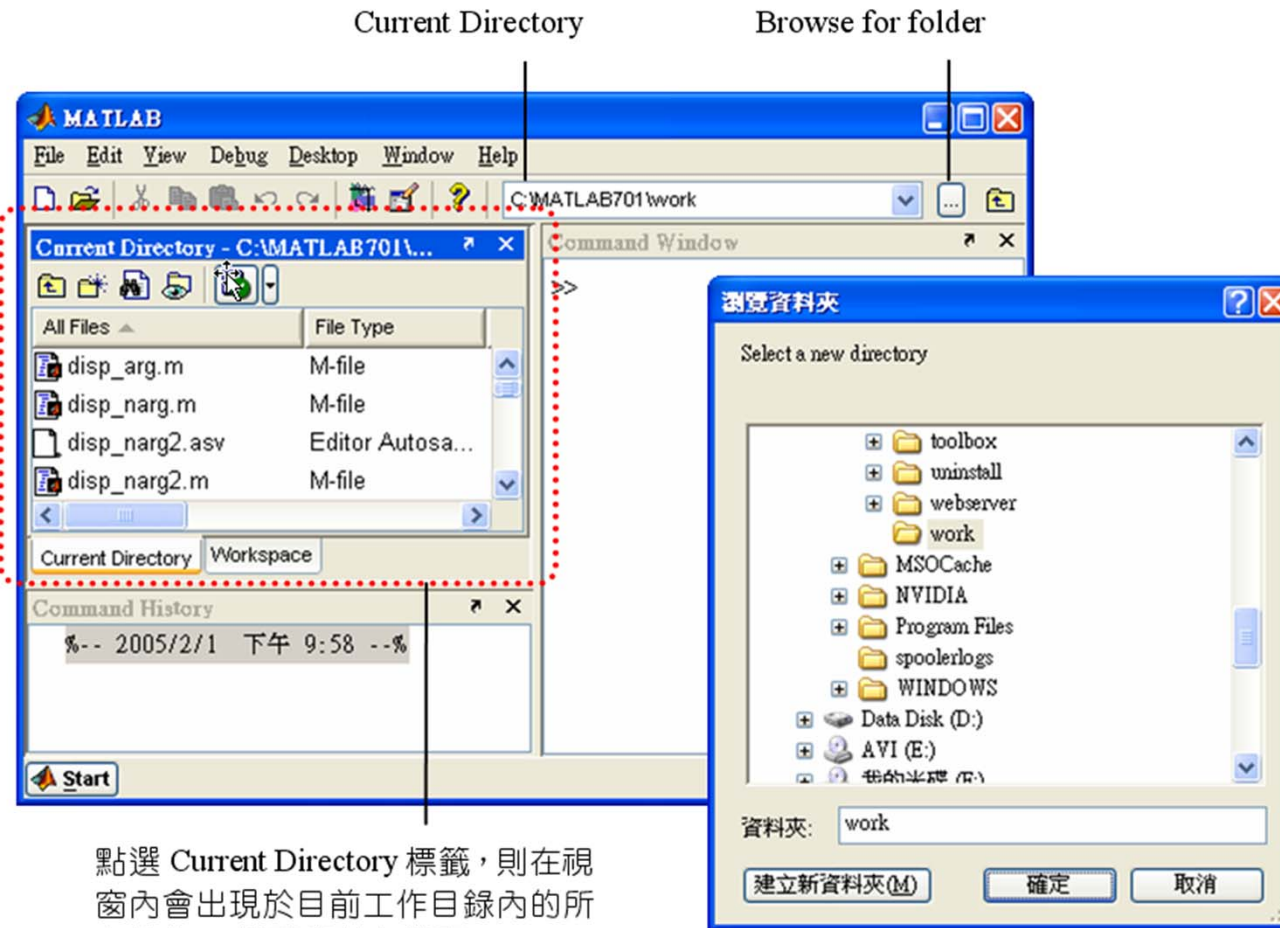 Current Directory
Browse for folder
MATLAB
File Edit View Debug Desktop Window Help
C:\MATLAB701\work
...
Current Directory - C:\MATLAB701\...
All Files
File Type
disp_arg.m M-file
disp_narg.m M-file
disp_narg2.asv Editor Autosa...
disp_narg2.m M-file
Current Directory Workspace
Command History
%-- 2005/2/1 下午 9:58 --%
Command Window
>>
Start
瀏覽資料夾
Select a new directory
toolbox
uninstall
webserver
work
MSOCache
NVIDIA
Program Files
spoolerlogs
WINDOWS
Data Disk (D:)
AVI (E:)
我的光碟 (F:)
資料夾: work
建立新資料夾(M) 確定 取消
點選 Current Directory 標籤，則在視
窗內會出現於目前工作目錄內的所